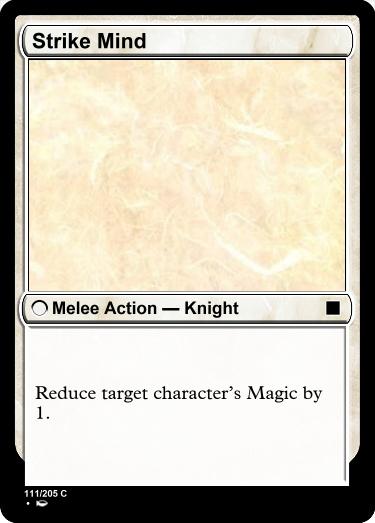 Strike Mind
Melee Action — Knight
Reduce target character's Magic by
1.
111/205 C